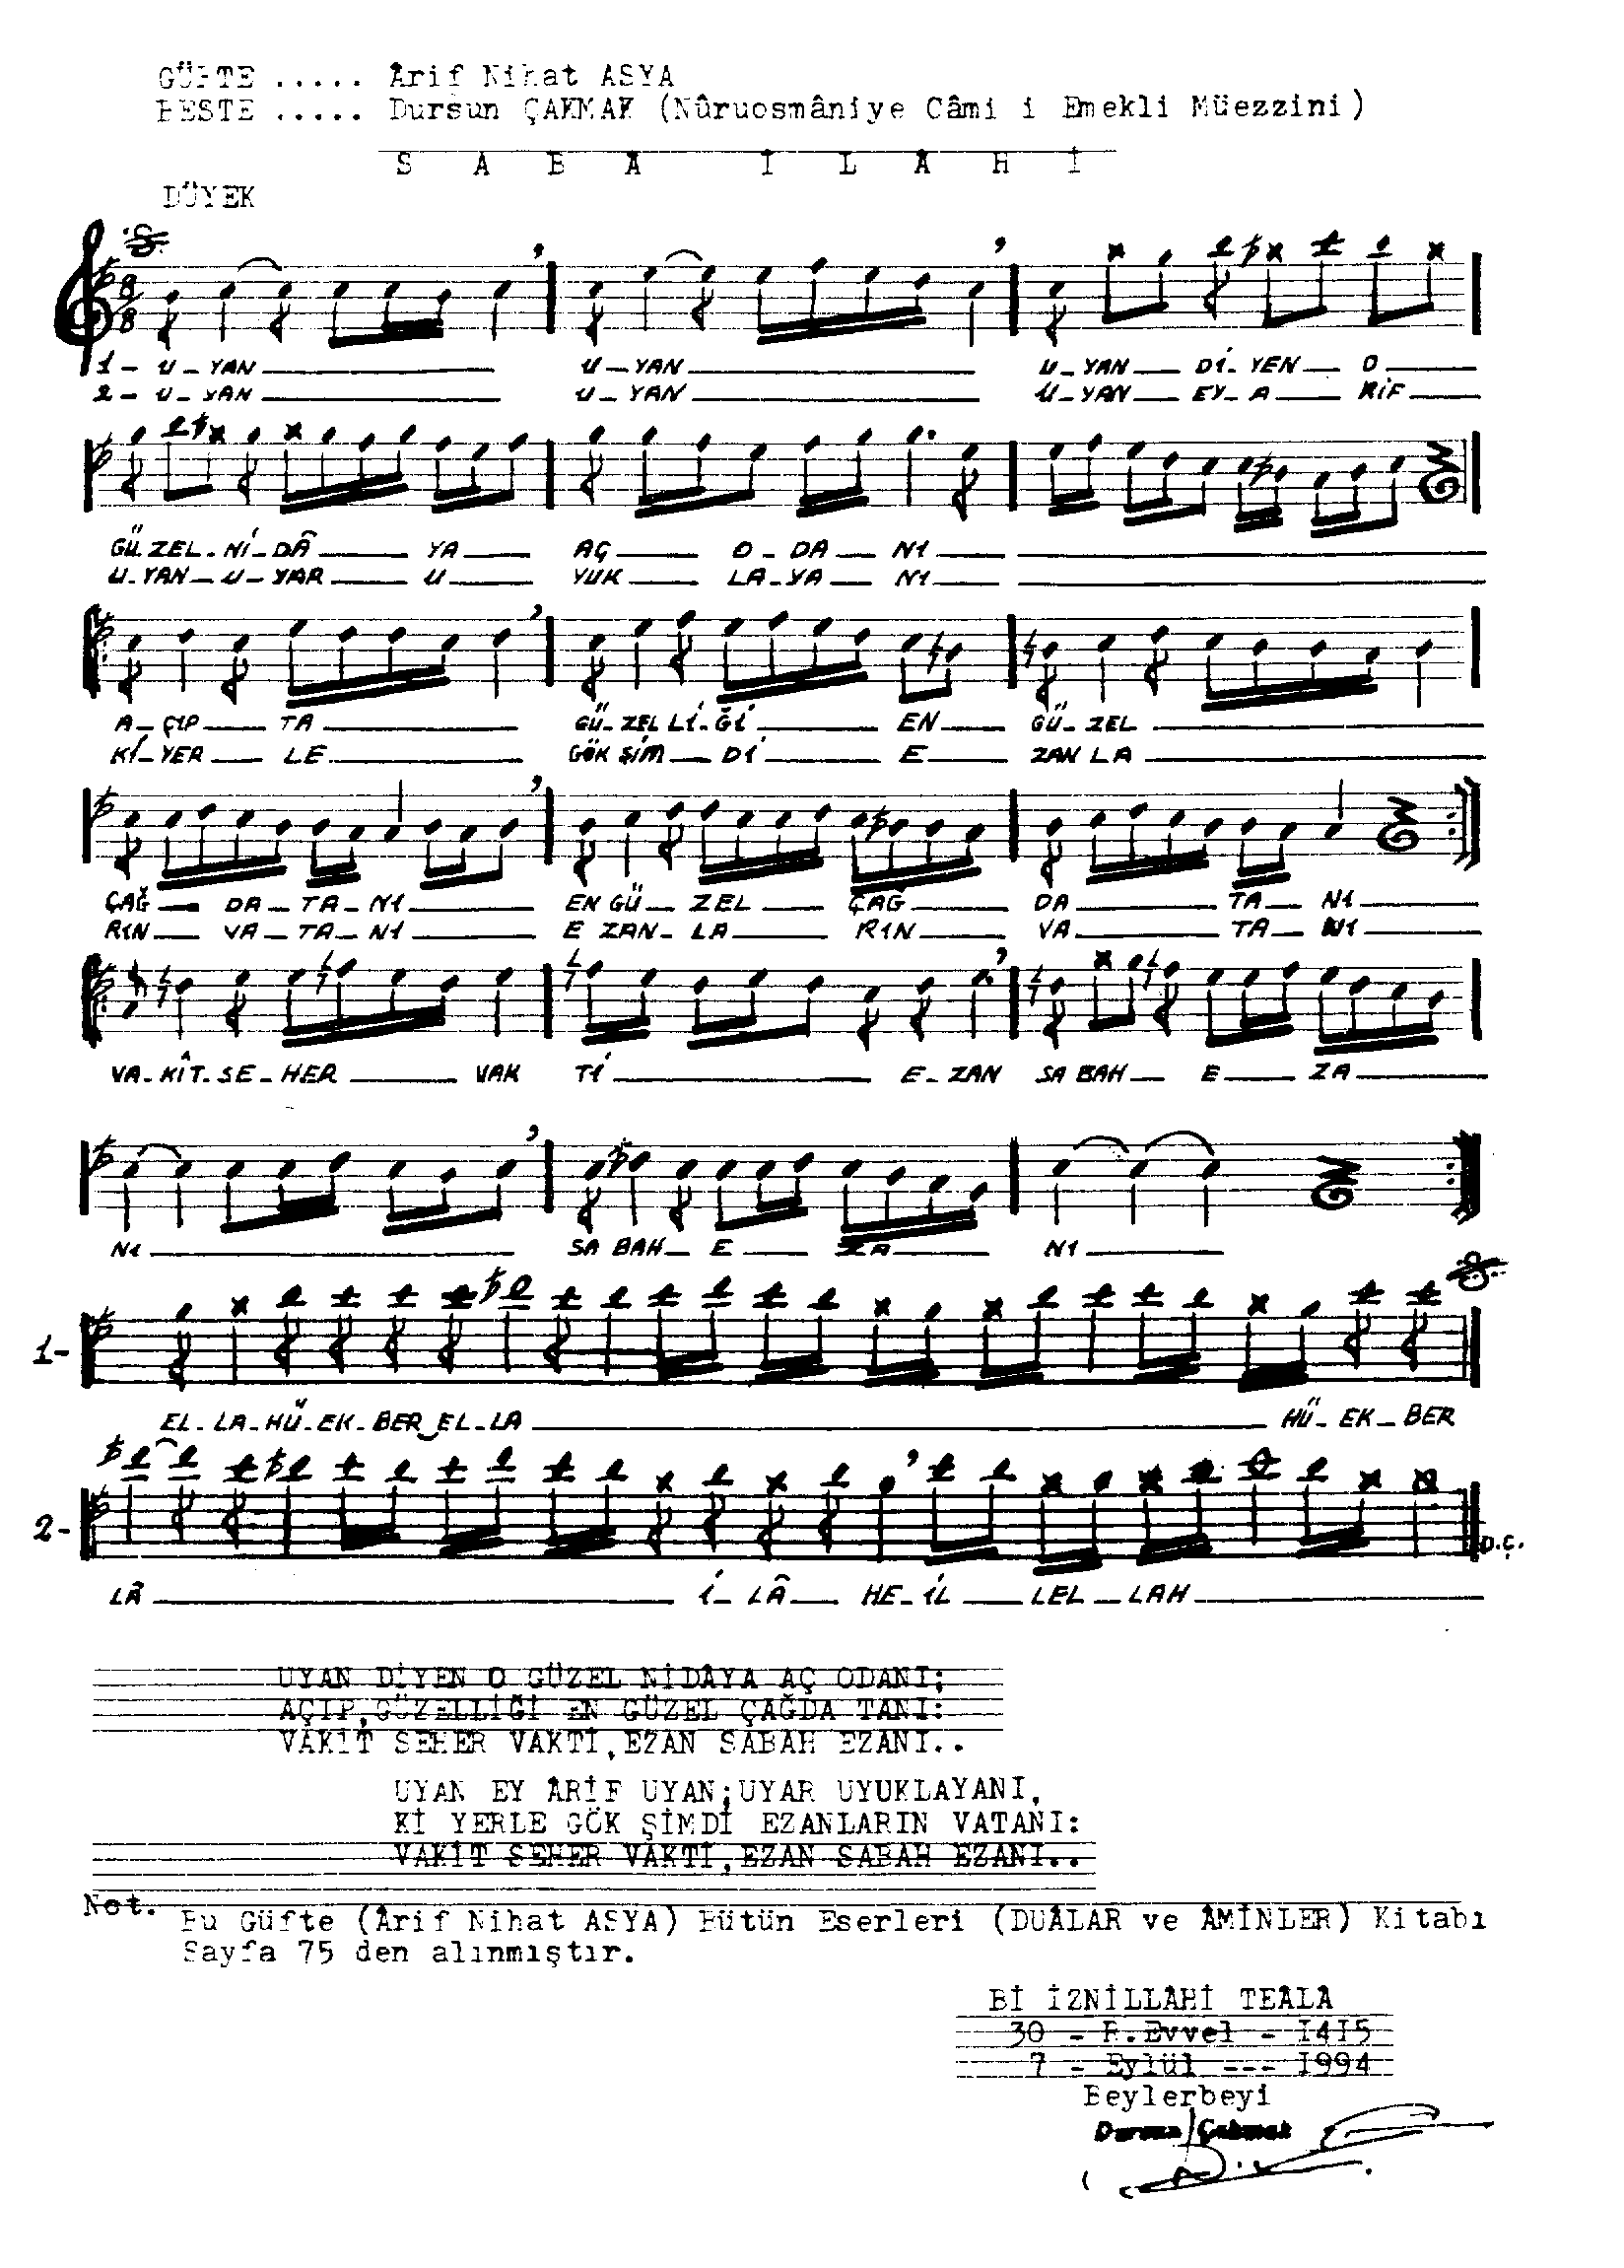 GÜFTE ..... Ârif Nihat ASYA
BESTE ..... Dursun ÇAKMAK (Nûruosmâniye Câmi i Emekli Müezzini)
S A B Â İ L Â H İ
DÜYEK
8
8
1- U-YAN U-YAN U-YAN Dİ-YEN O
2- U-YAN U-YAN U-YAN EY-A RİF
GÜ ZEL-Nİ-DÂ YA AÇ O-DA NI
U-YAN-U-YAR U YUK LA-YA NI
A-ÇIP TA GÜ-ZEL Lİ-Ğİ EN GÜ-ZEL
Kİ-YER LE GÖK ŞİM Dİ E ZAN LA
ÇAĞ DA-TA-NI EN GÜ ZEL ÇAĞ DA TA NI
RIN VA-TA-NI E ZAN-LA RIN VA TA NI
VA-KİT-SE-HER VAK Tİ E-ZAN SA BAH E ZA
NI SA BAH E ZA NI
1-
EL-LA-HÜ-EK-BER EL-LA HÜ-EK-BER
2-
D.Ç.
LÂ İ-LÂ HE-İL LEL-LAH
UYAN DİYEN O GÜZEL NİDÂYA AÇ ODANI;
AÇIP,GÜZELLİĞİ EN GÜZEL ÇAĞDA TANI:
VAKİT SEHER VAKTİ,EZAN SABAH EZANI..
UYAN EY ÂRİF UYAN;UYAR UYUKLAYANI,
Kİ YERLE GÖK ŞİMDİ EZANLARIN VATANI:
VAKİT SEHER VAKTİ,EZAN SABAH EZANI..
Not. Bu Güfte (Ârif Nihat ASYA) Bütün Eserleri (DUÂLAR ve ÂMİNLER) Kitabı
Sayfa 75 den alınmıştır.
Bİ İZNİLLÂHİ TEÂLÂ
30 - R.Evvel - 1415
7 - Eylül --- 1994
Beylerbeyi
Dursun Çakmak